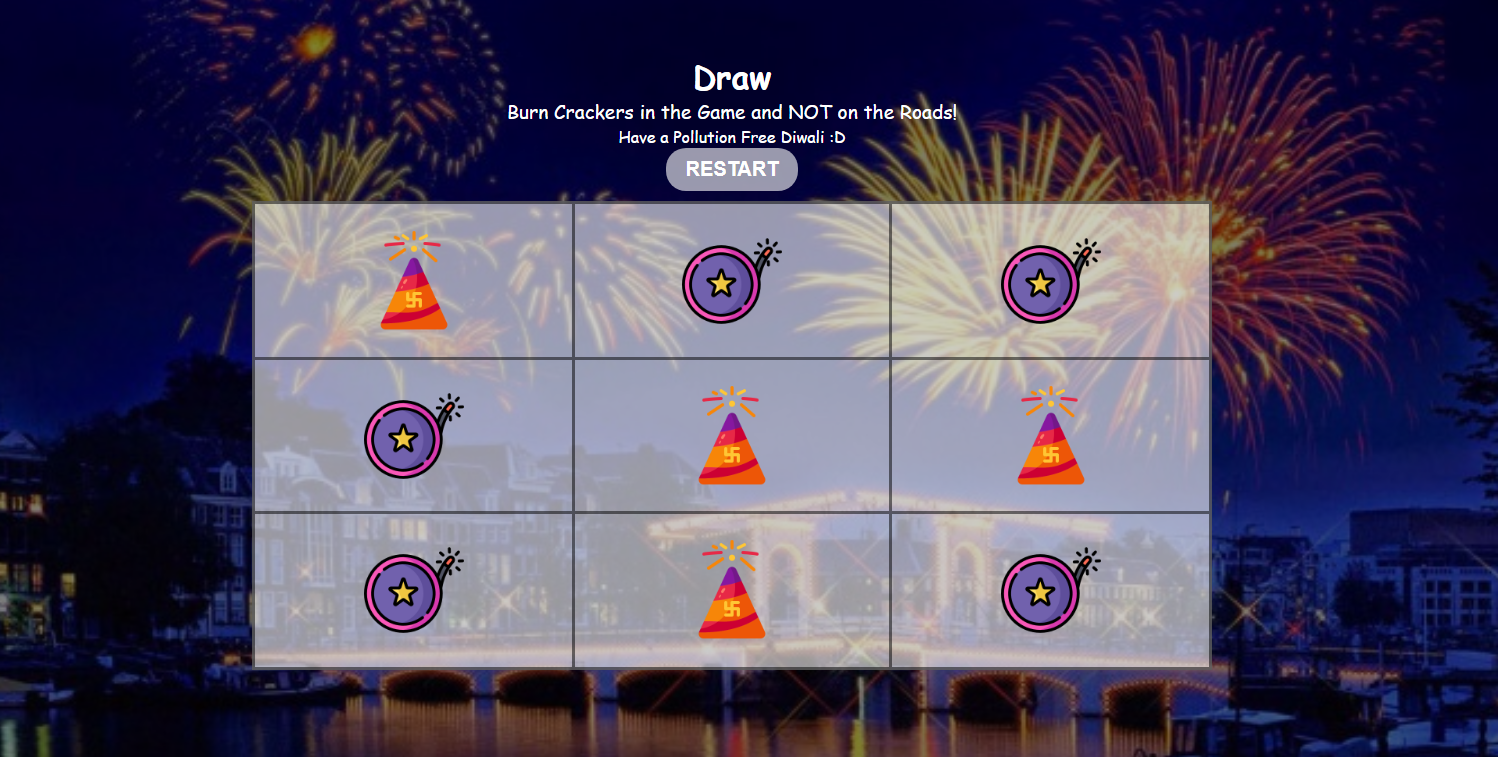 Draw
Burn Crackers in the Game and NOT on the Roads!
Have a Pollution Free Diwali :D
RESTART